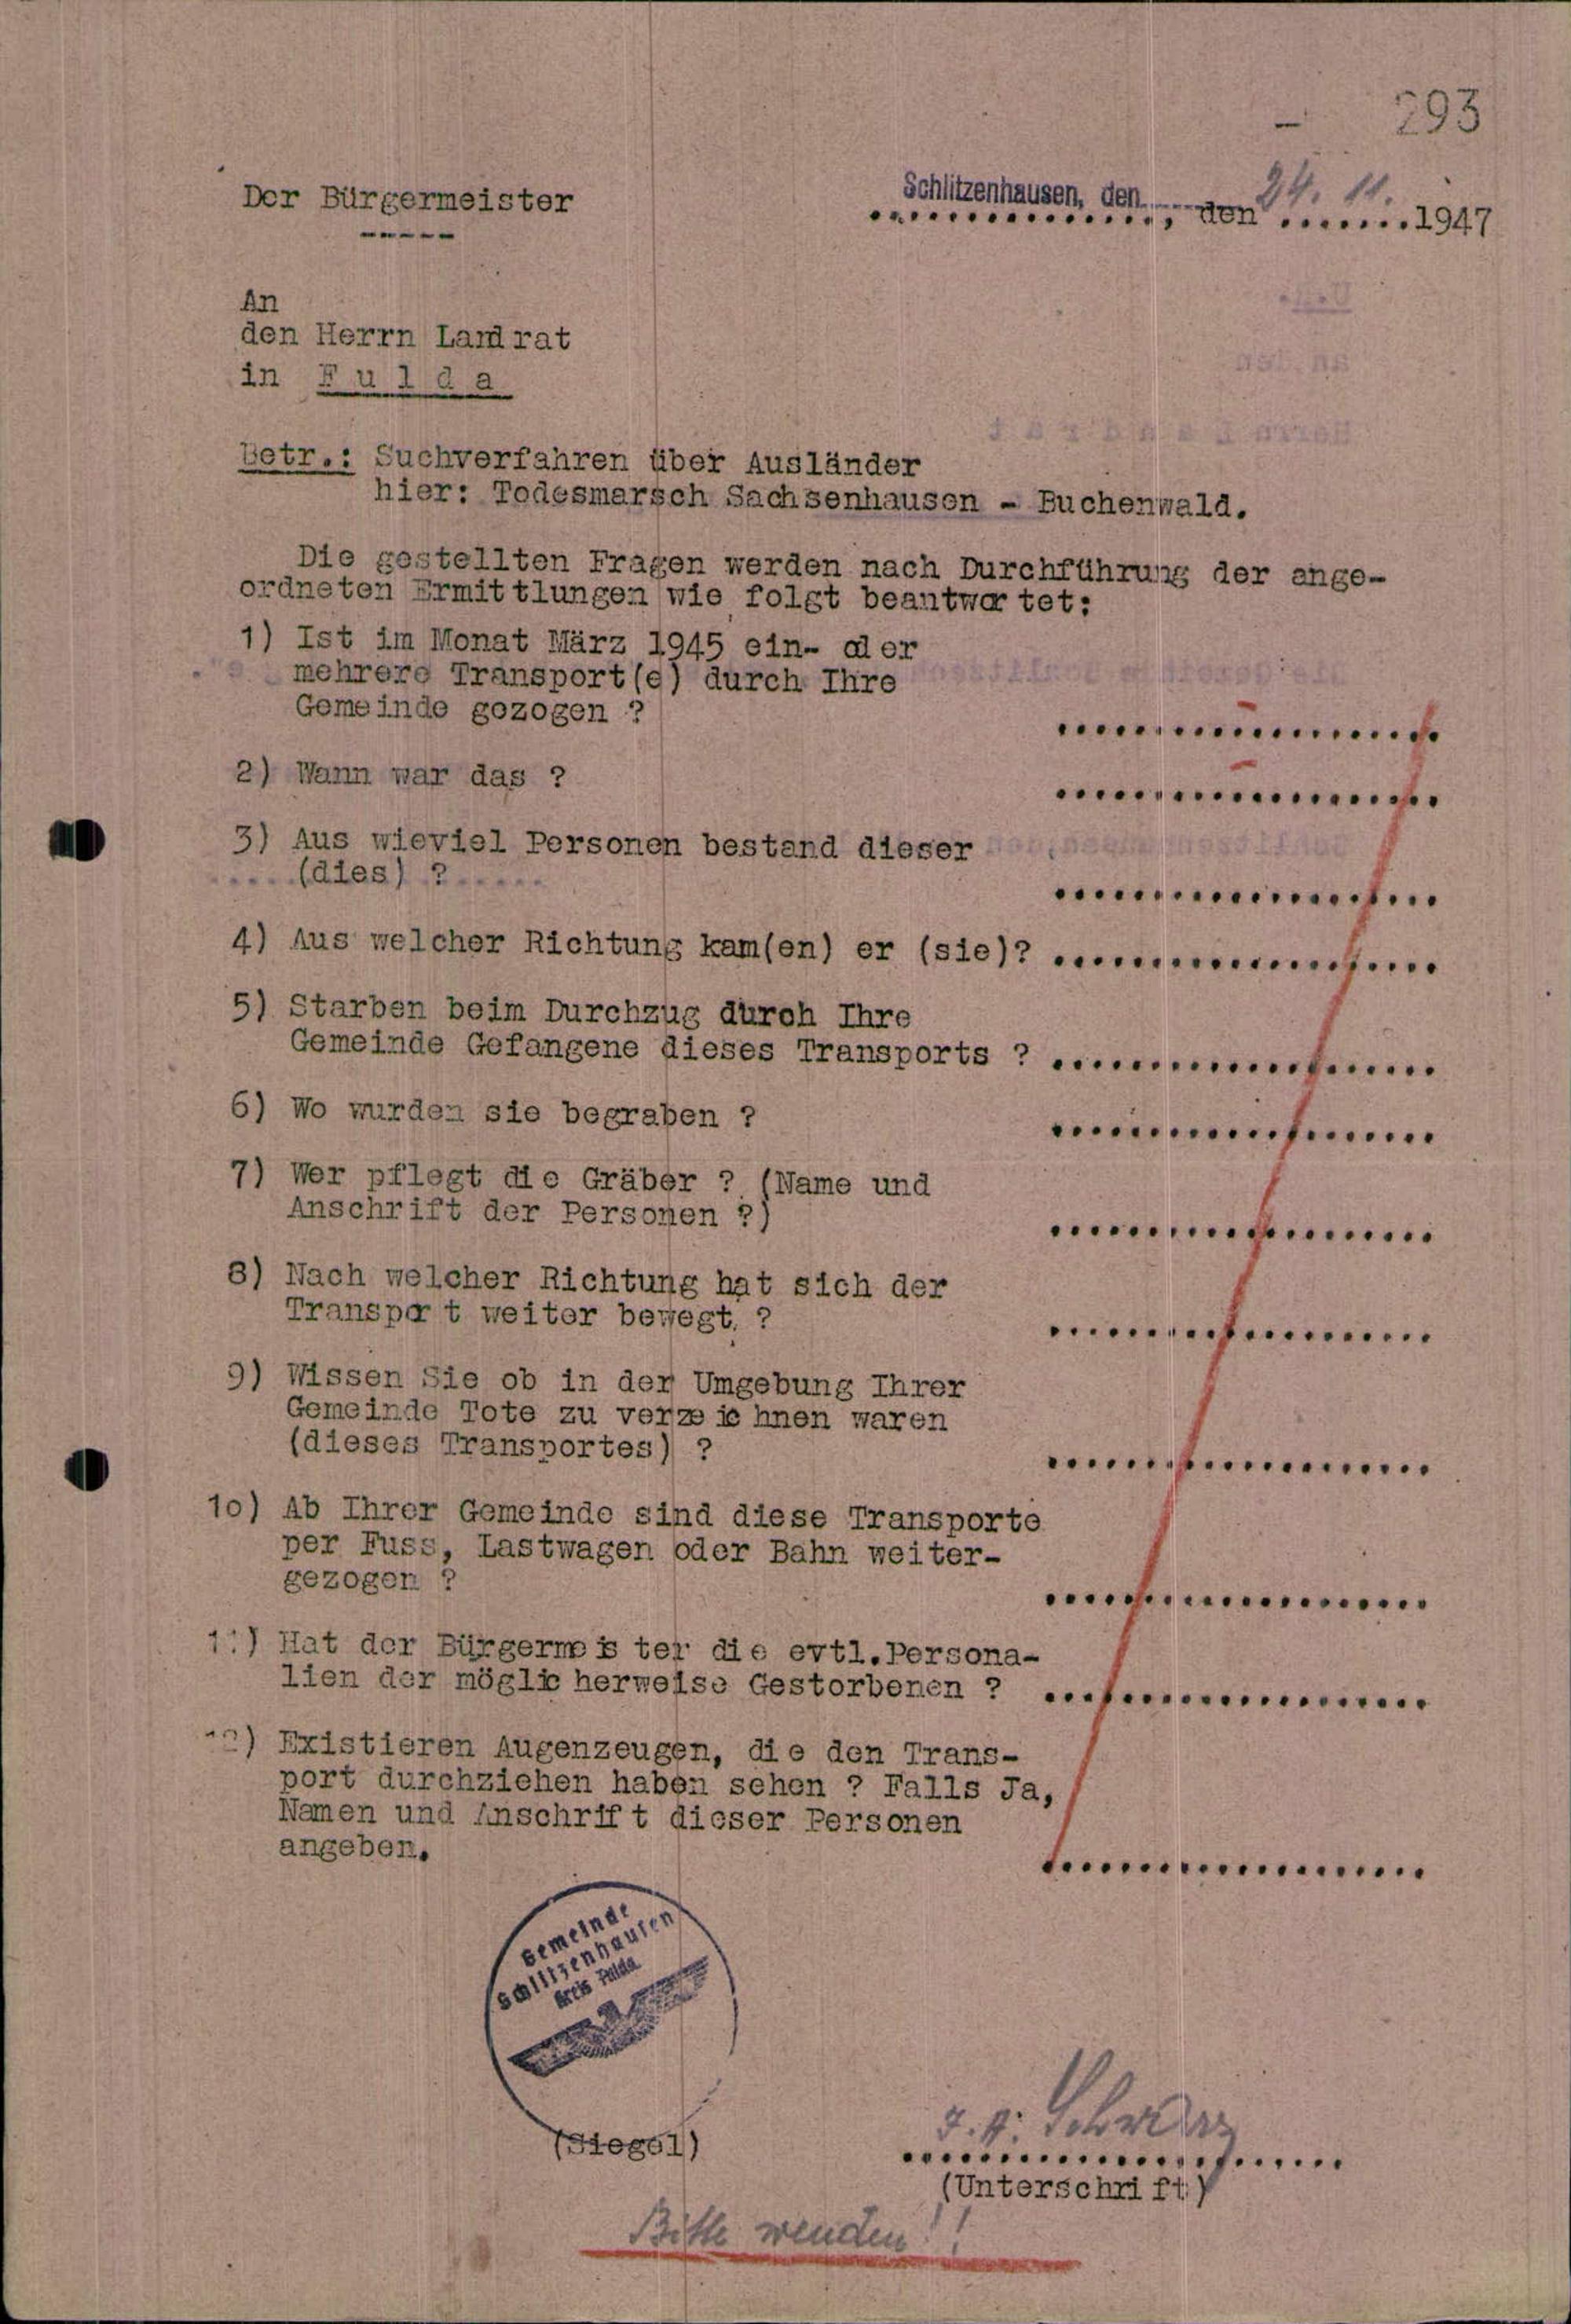 293
Der Bürgermeister
Schlitzenhausen, den
, den 24. 11. 1947
An
den Herrn Landrat
in Fulda
Betr.: Suchverfahren über Ausländer
hier: Todesmarsch Sachsenhausen - Buchenwald.
Die gestellten Fragen werden nach Durchführung der ange-
ordneten Ermittlungen wie folgt beantwortet:
1) Ist im Monat März 1945 ein- oder
mehrere Transport(e) durch Ihre
Gemeinde gezogen ? ....................
2) Wann war das ? ....................
3) Aus wieviel Personen bestand dieser
(dies) ? ....................
4) Aus welcher Richtung kam(en) er (sie)? ....................
5) Starben beim Durchzug durch Ihre
Gemeinde Gefangene dieses Transports ? ....................
6) Wo wurden sie begraben ? ....................
7) Wer pflegt die Gräber ? (Name und
Anschrift der Personen ?) ....................
8) Nach welcher Richtung hat sich der
Transport weiter bewegt, ? ....................
9) Wissen Sie ob in der Umgebung Ihrer
Gemeinde Tote zu verzeichnen waren
(dieses Transportes) ? ....................
10) Ab Ihrer Gemeinde sind diese Transporte
per Fuss, Lastwagen oder Bahn weiter-
gezogen ? ....................
11) Hat der Bürgermeister die evtl.Persona-
lien der möglicherweise Gestorbenen ? ....................
12) Existieren Augenzeugen, die den Trans-
port durchziehen haben sehen ? Falls Ja,
Namen und Anschrift dieser Personen
angeben. ....................
Gemeinde
Schlitzenhausen
Kreis Fulda
(Siegel)
Schwarz
(Unterschrift)
Bitte wenden!!